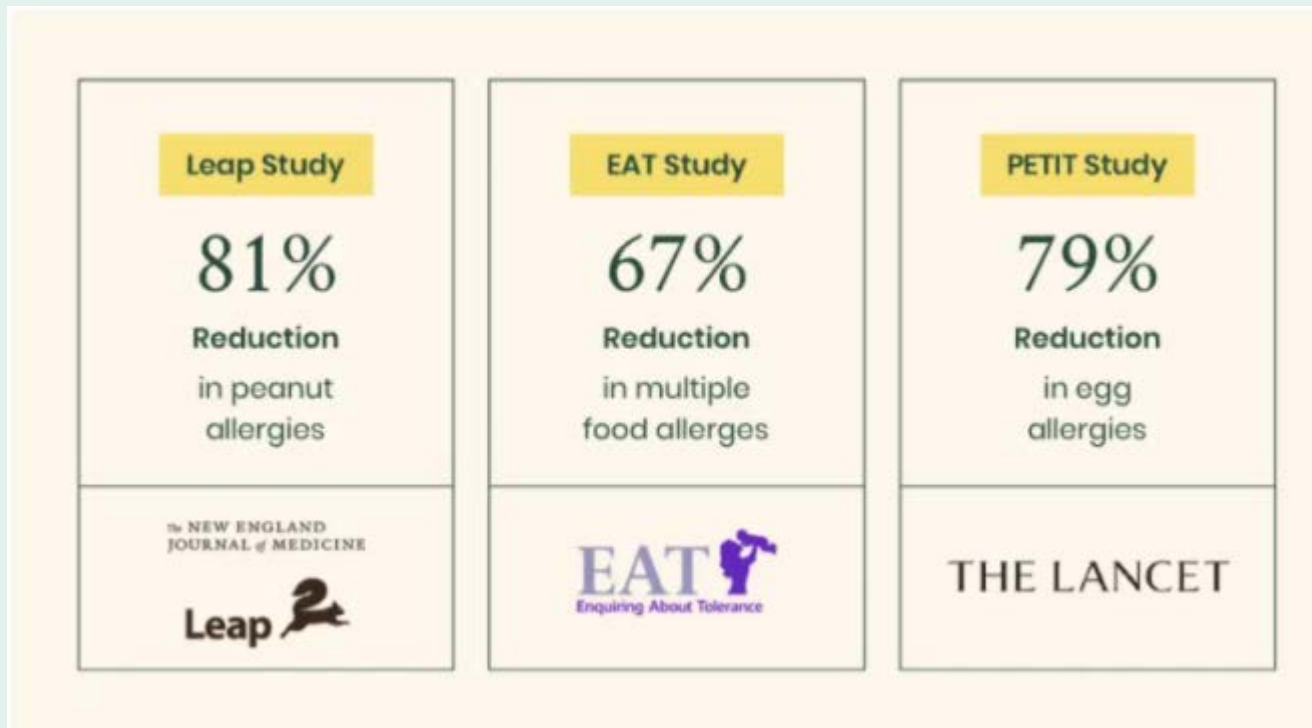 Leap Study
81%
Reduction
in peanut
allergies
The NEW ENGLAND
JOURNAL of MEDICINE
Leap
EAT Study
67%
Reduction
in multiple
food allerges
EAT
Enquiring About Tolerance
PETIT Study
79%
Reduction
in egg
allergies
THE LANCET